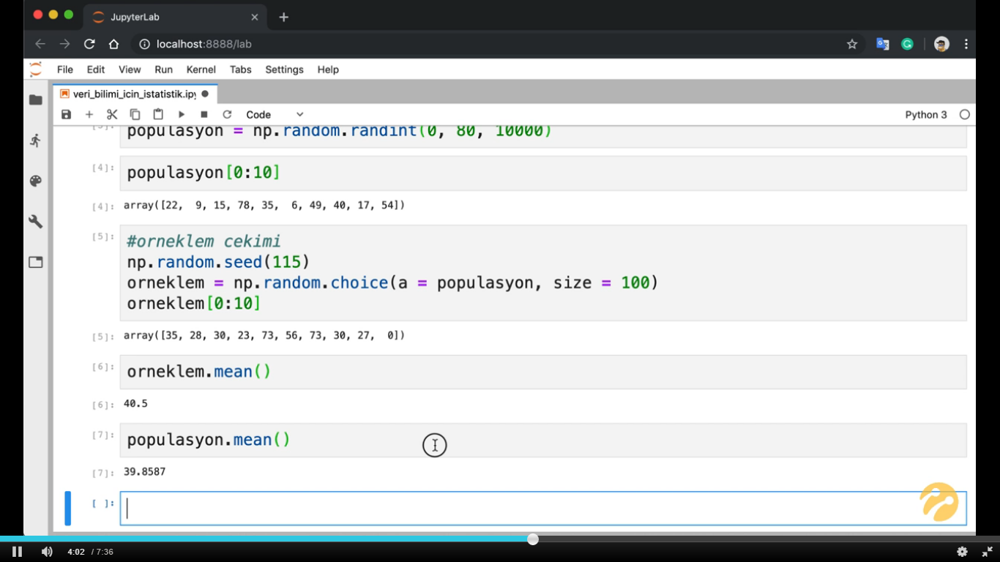 JupyterLab
localhost:8888/lab
File Edit View Run Kernel Tabs Settings Help
veri_bilimi_icin_istatistik.ipy
Code
Python 3
[3]: populasyon = np.random.randint(0, 80, 10000)
[4]: populasyon[0:10]
[4]: array([22,  9, 15, 78, 35,  6, 49, 40, 17, 54])
[5]: #orneklem cekimi
np.random.seed(115)
orneklem = np.random.choice(a = populasyon, size = 100)
orneklem[0:10]
[5]: array([35, 28, 30, 23, 73, 56, 73, 30, 27,  0])
[6]: orneklem.mean()
[6]: 40.5
[7]: populasyon.mean()
[7]: 39.8587
[ ]:
4:02 / 7:36